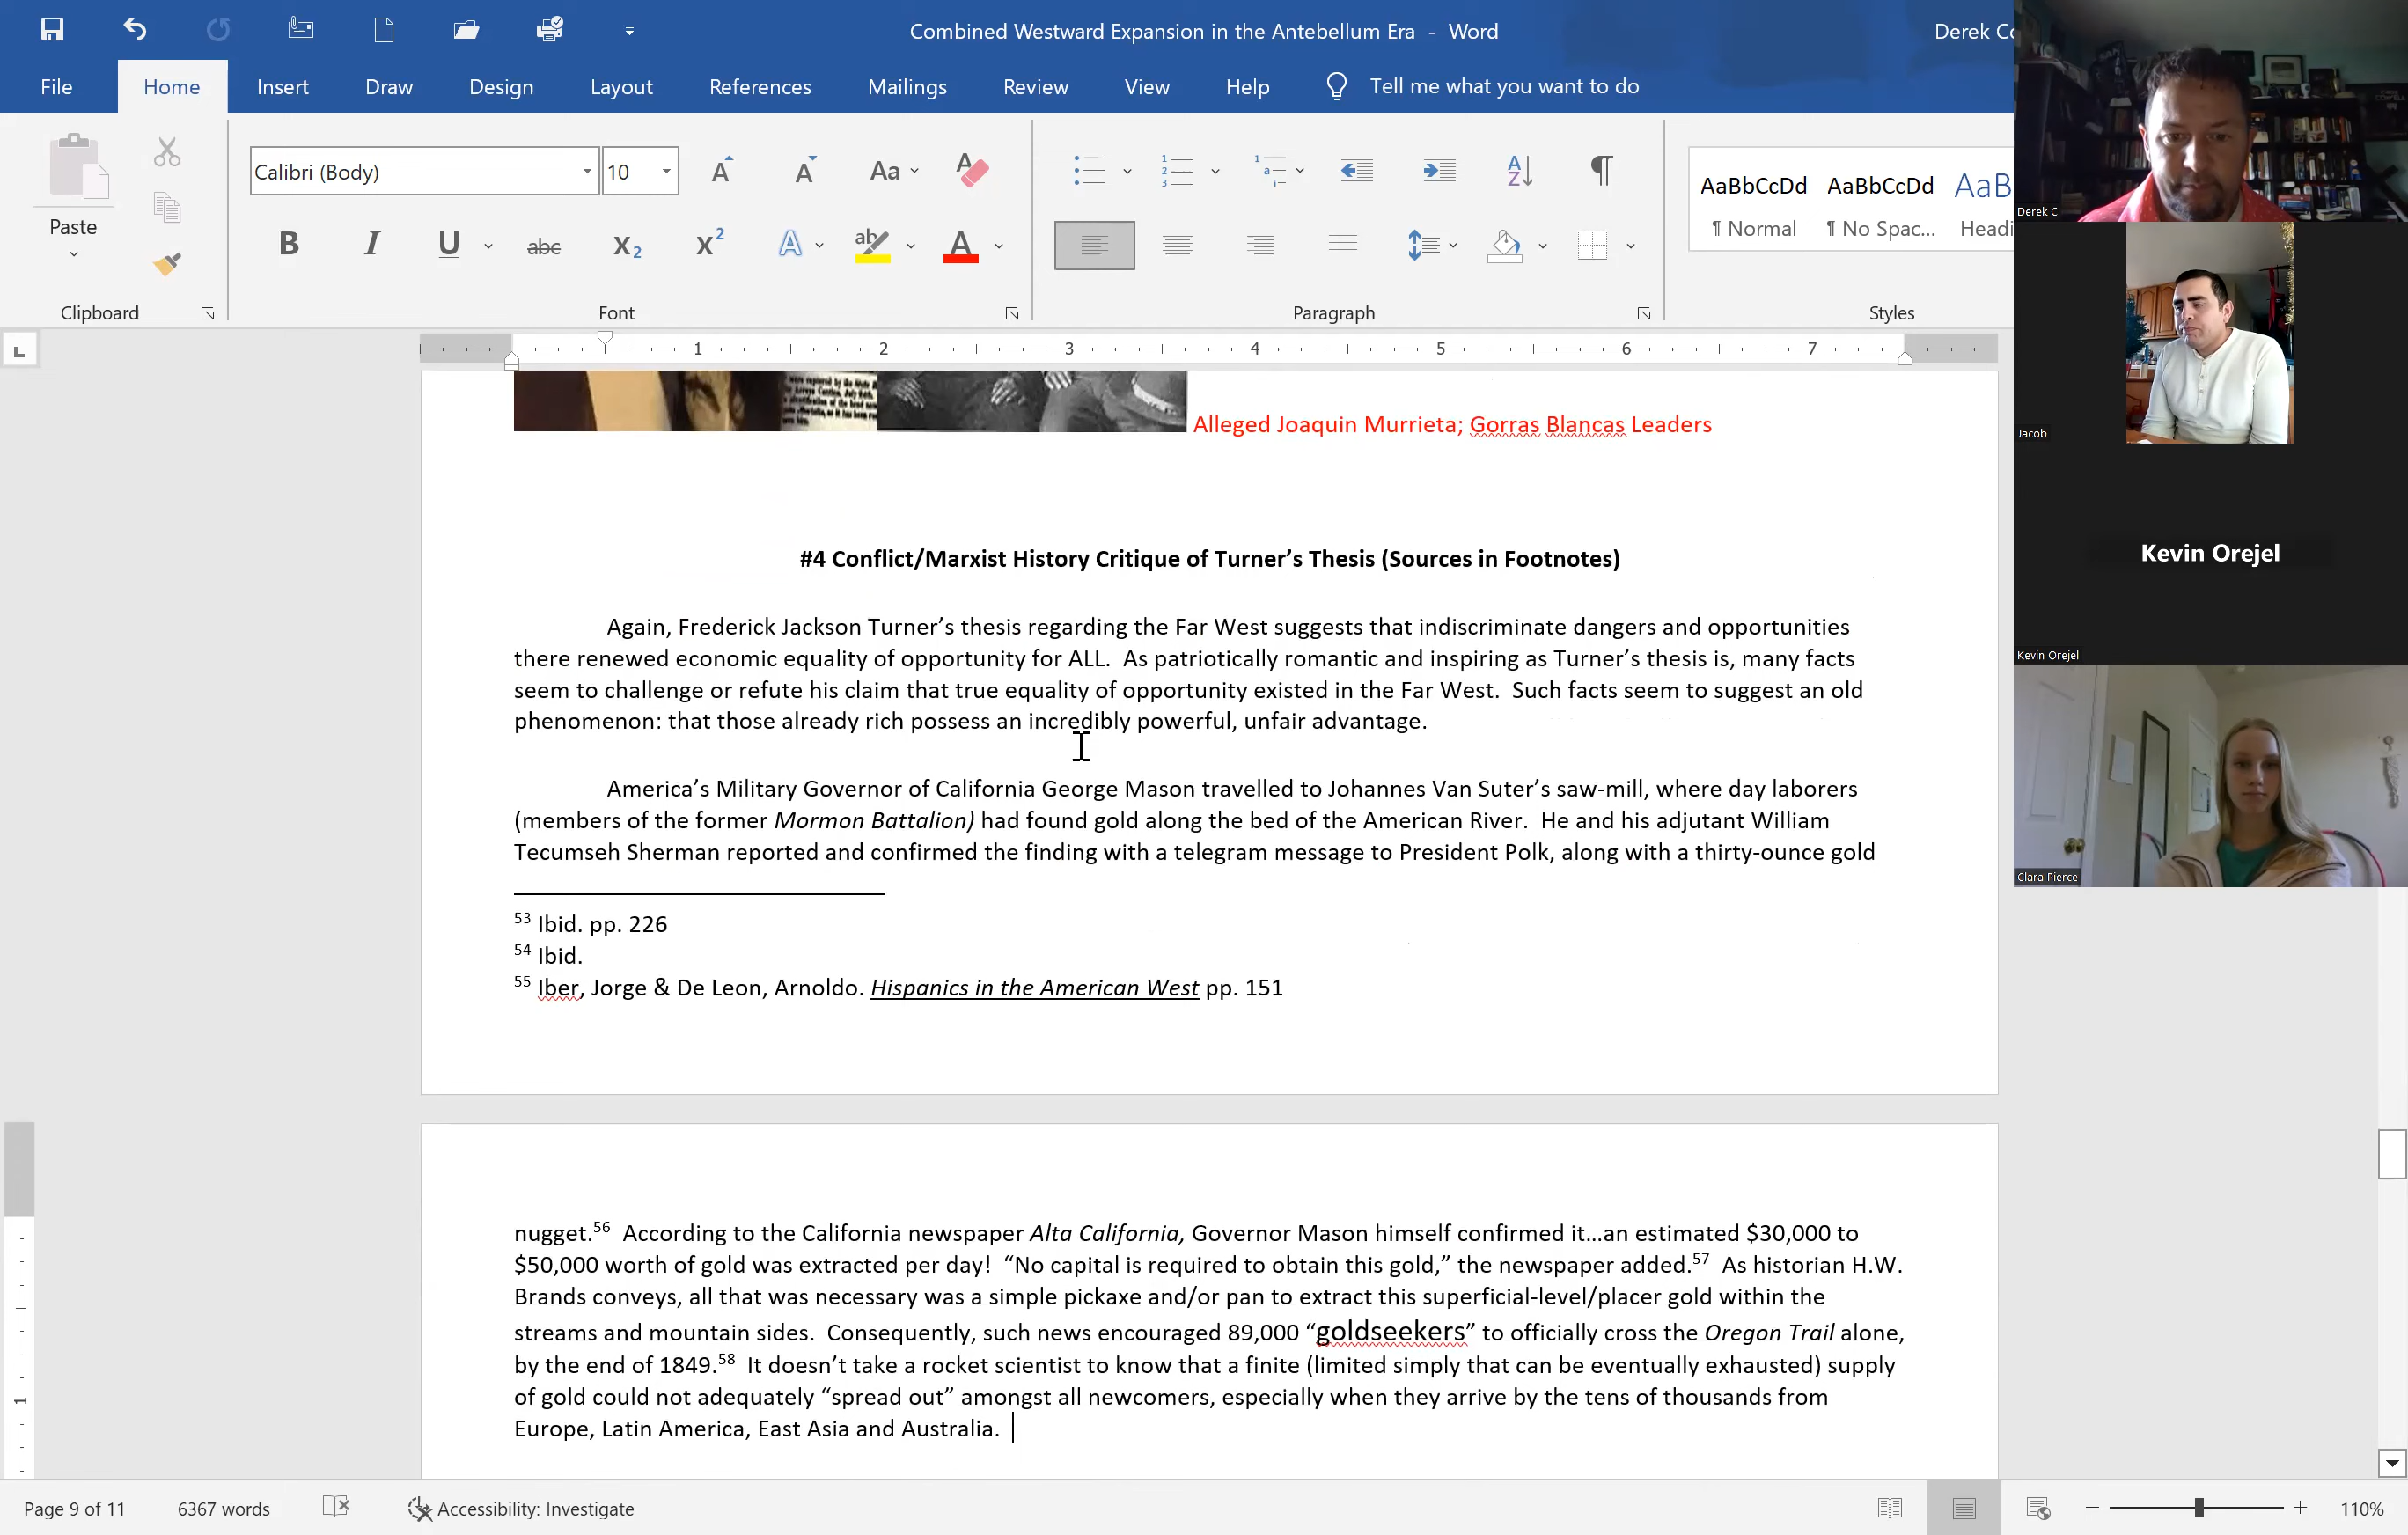 Combined Westward Expansion in the Antebellum Era - Word
Derek Co
File Home Insert Draw Design Layout References Mailings Review View Help Tell me what you want to do
Paste
Clipboard
Calibri (Body) 10
Font
Paragraph
AaBbCcDd AaBbCcDd AaB
¶ Normal ¶ No Spac... Headi
Styles
1 2 3 4 5 6 7
Alleged Joaquin Murrieta; Gorras Blancas Leaders
#4 Conflict/Marxist History Critique of Turner’s Thesis (Sources in Footnotes)
Again, Frederick Jackson Turner’s thesis regarding the Far West suggests that indiscriminate dangers and opportunities
there renewed economic equality of opportunity for ALL. As patriotically romantic and inspiring as Turner’s thesis is, many facts
seem to challenge or refute his claim that true equality of opportunity existed in the Far West. Such facts seem to suggest an old
phenomenon: that those already rich possess an incredibly powerful, unfair advantage.
America’s Military Governor of California George Mason travelled to Johannes Van Suter’s saw-mill, where day laborers
(members of the former Mormon Battalion) had found gold along the bed of the American River. He and his adjutant William
Tecumseh Sherman reported and confirmed the finding with a telegram message to President Polk, along with a thirty-ounce gold
53 Ibid. pp. 226
54 Ibid.
55 Iber, Jorge & De Leon, Arnoldo. Hispanics in the American West pp. 151
nugget.56 According to the California newspaper Alta California, Governor Mason himself confirmed it...an estimated $30,000 to
$50,000 worth of gold was extracted per day! “No capital is required to obtain this gold,” the newspaper added.57 As historian H.W.
Brands conveys, all that was necessary was a simple pickaxe and/or pan to extract this superficial-level/placer gold within the
streams and mountain sides. Consequently, such news encouraged 89,000 “goldseekers” to officially cross the Oregon Trail alone,
by the end of 1849.58 It doesn’t take a rocket scientist to know that a finite (limited simply that can be eventually exhausted) supply
of gold could not adequately “spread out” amongst all newcomers, especially when they arrive by the tens of thousands from
Europe, Latin America, East Asia and Australia.
Page 9 of 11 6367 words Accessibility: Investigate 110%
Derek C
Jacob
Kevin Orejel
Kevin Orejel
Clara Pierce